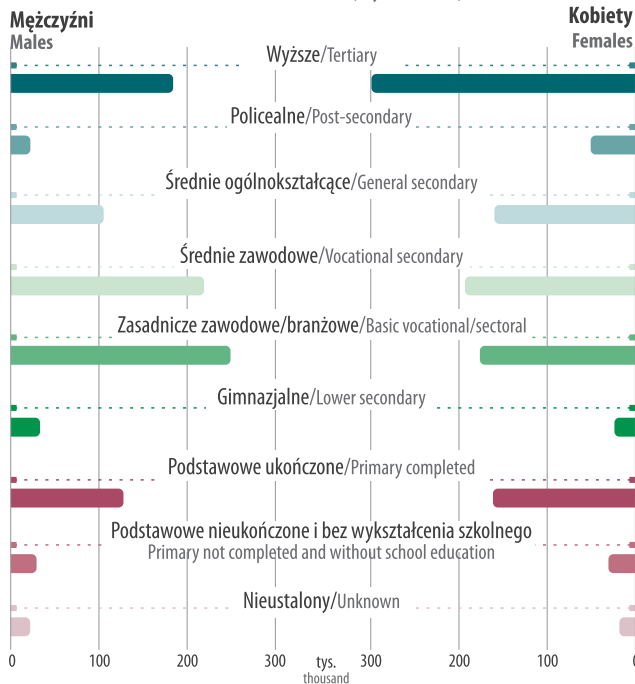 Mężczyźni
Males
Kobiety
Females
Wyższe/Tertiary
Policealne/Post-secondary
Średnie ogólnokształcące/General secondary
Średnie zawodowe/Vocational secondary
Zasadnicze zawodowe/branżowe/Basic vocational/sectoral
Gimnazjalne/Lower secondary
Podstawowe ukończone/Primary completed
Podstawowe nieukończone i bez wykształcenia szkolnego
Primary not completed and without school education
Nieustalony/Unknown
0 100 200 300 tys. 300 200 100 0
thousand